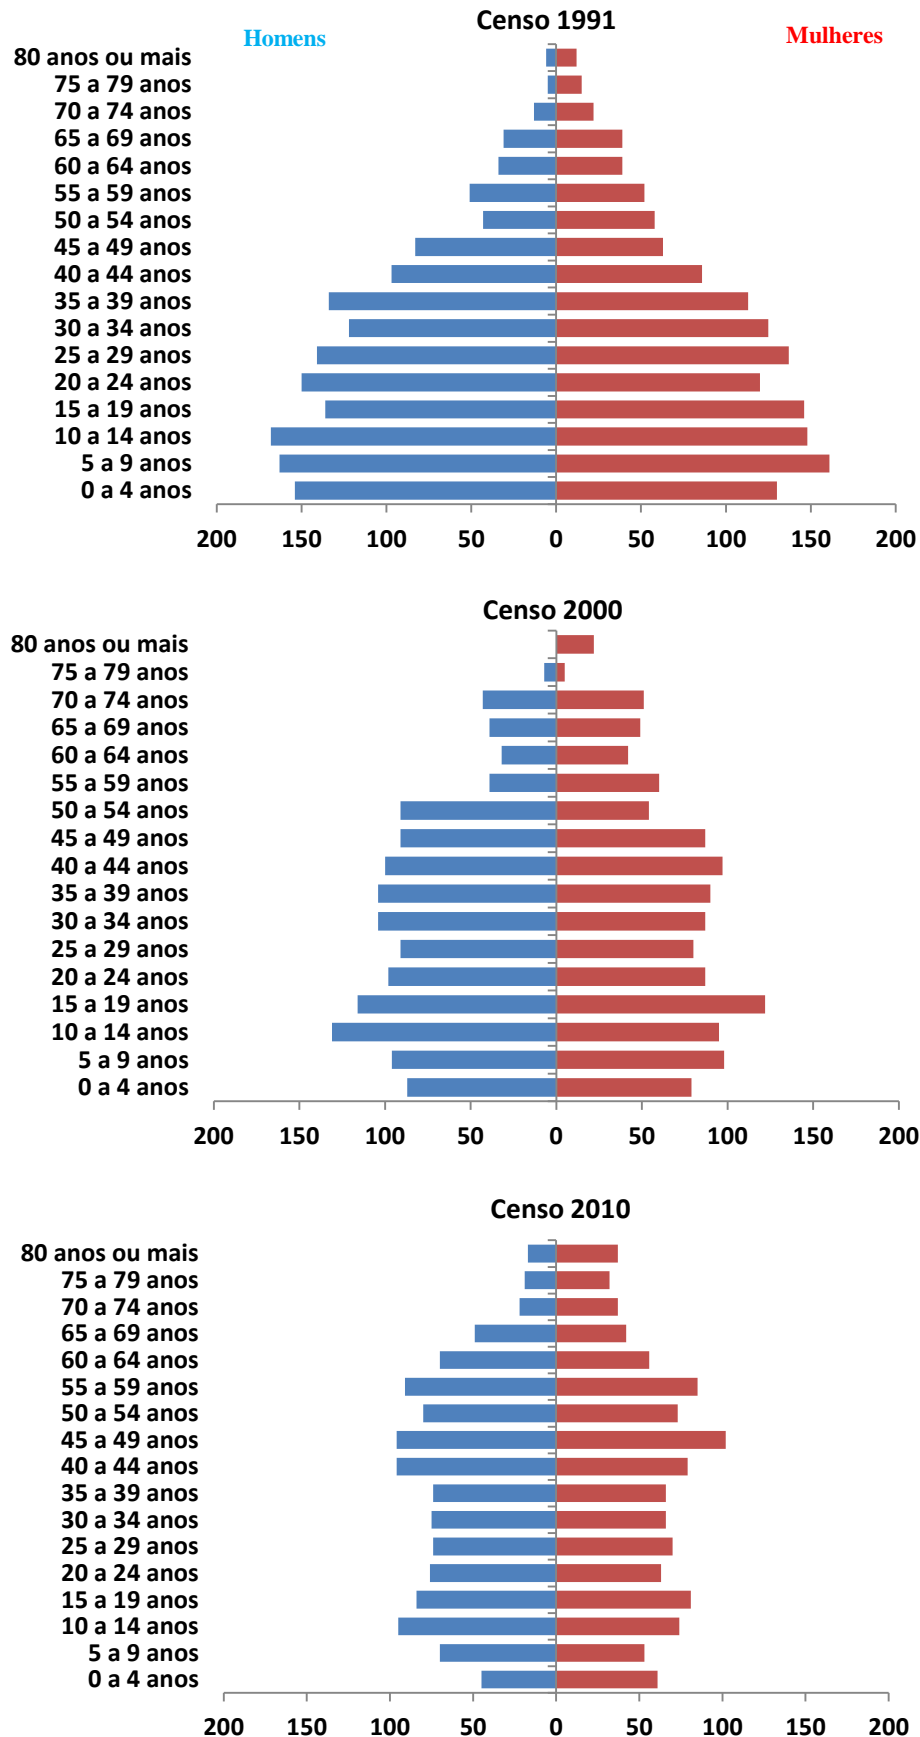 Censo 1991
Homens
Mulheres
80 anos ou mais
75 a 79 anos
70 a 74 anos
65 a 69 anos
60 a 64 anos
55 a 59 anos
50 a 54 anos
45 a 49 anos
40 a 44 anos
35 a 39 anos
30 a 34 anos
25 a 29 anos
20 a 24 anos
15 a 19 anos
10 a 14 anos
5 a 9 anos
0 a 4 anos
200 150 100 50 0 50 100 150 200
Censo 2000
80 anos ou mais
75 a 79 anos
70 a 74 anos
65 a 69 anos
60 a 64 anos
55 a 59 anos
50 a 54 anos
45 a 49 anos
40 a 44 anos
35 a 39 anos
30 a 34 anos
25 a 29 anos
20 a 24 anos
15 a 19 anos
10 a 14 anos
5 a 9 anos
0 a 4 anos
200 150 100 50 0 50 100 150 200
Censo 2010
80 anos ou mais
75 a 79 anos
70 a 74 anos
65 a 69 anos
60 a 64 anos
55 a 59 anos
50 a 54 anos
45 a 49 anos
40 a 44 anos
35 a 39 anos
30 a 34 anos
25 a 29 anos
20 a 24 anos
15 a 19 anos
10 a 14 anos
5 a 9 anos
0 a 4 anos
200 150 100 50 0 50 100 150 200